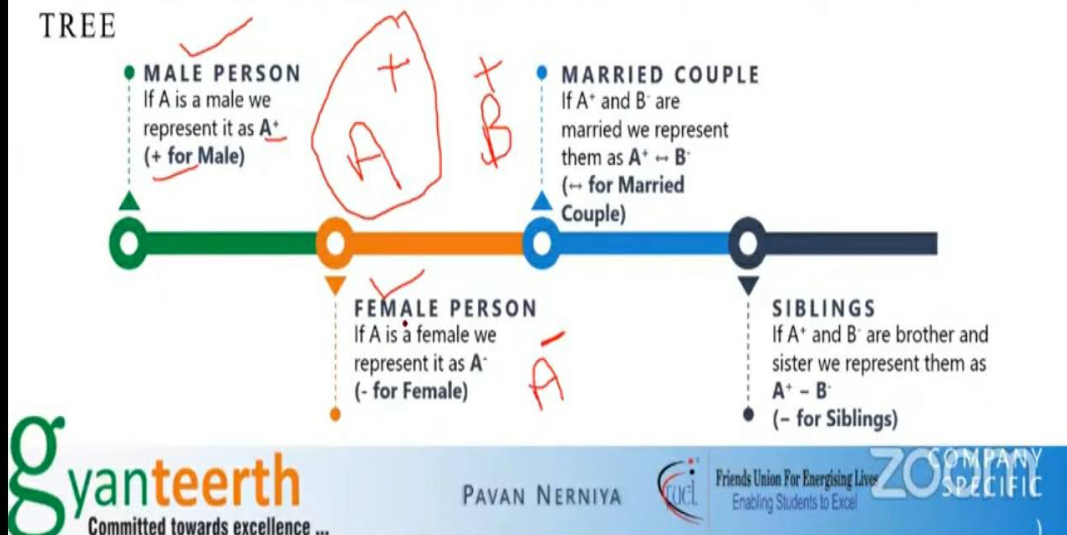 TREE
MALE PERSON
If A is a male we
represent it as A⁺
(+ for Male)
A⁺
B⁺
MARRIED COUPLE
If A⁺ and B⁻ are
married we represent
them as A⁺ ↔ B⁻
(↔ for Married
Couple)
FEMALE PERSON
If A is a female we
represent it as A⁻
(- for Female)
A⁻
SIBLINGS
If A⁺ and B⁻ are brother and
sister we represent them as
A⁺ – B⁻
(– for Siblings)
gyanteerth
Committed towards excellence ...
PAVAN NERNIYA
fuel
Friends Union For Energising Lives
Enabling Students to Excel
zoom
COMPANY
SPECIFIC
)